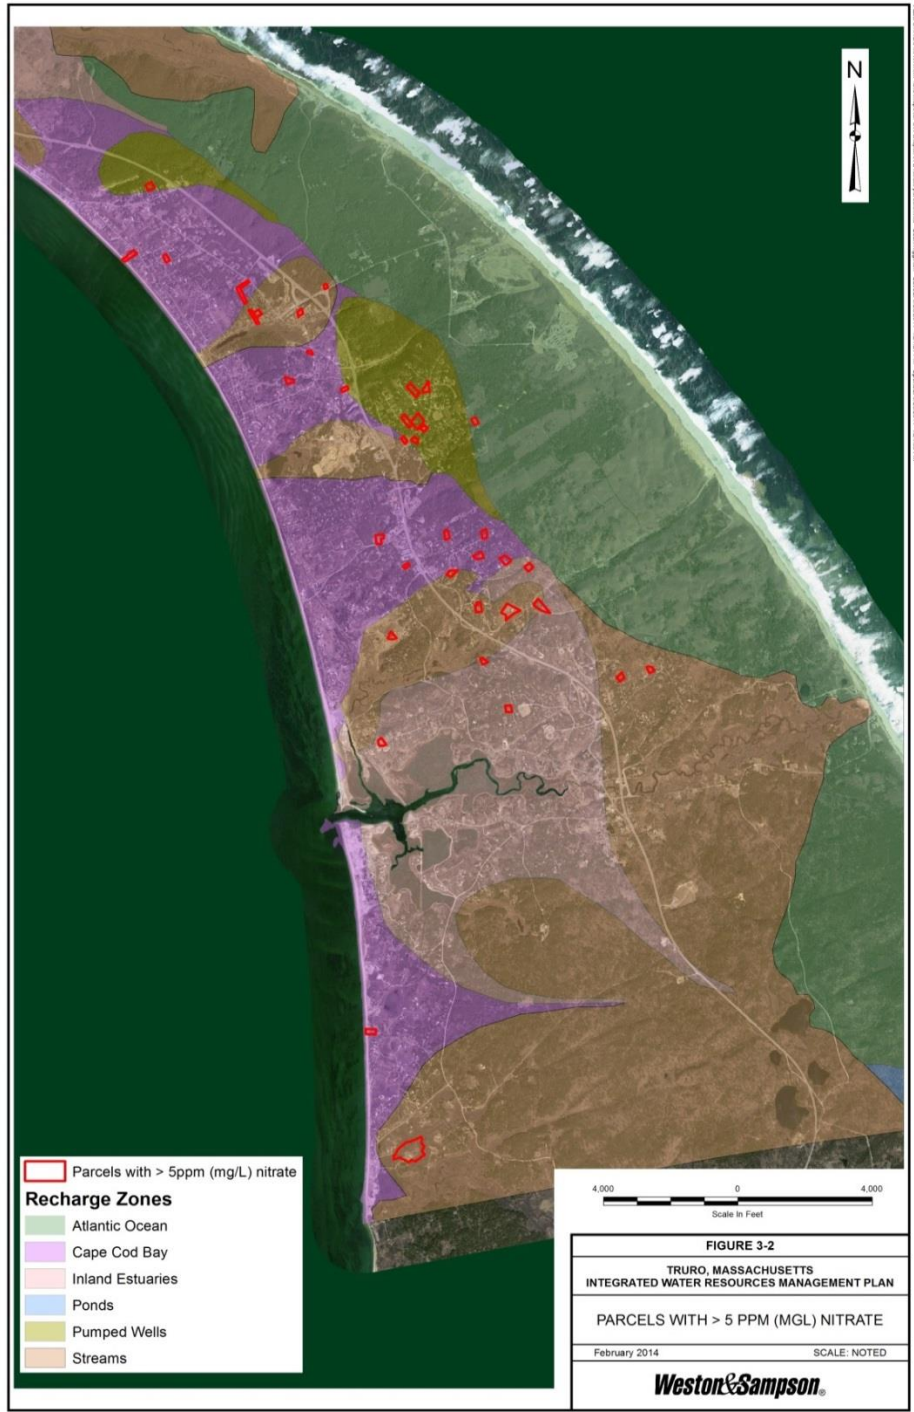 N
Parcels with > 5ppm (mg/L) nitrate
Recharge Zones
Atlantic Ocean
Cape Cod Bay
Inland Estuaries
Ponds
Pumped Wells
Streams
4,000 0 4,000
Scale In Feet
FIGURE 3-2
TRURO, MASSACHUSETTS
INTEGRATED WATER RESOURCES MANAGEMENT PLAN
PARCELS WITH > 5 PPM (MGL) NITRATE
February 2014 SCALE: NOTED
Weston&Sampson®